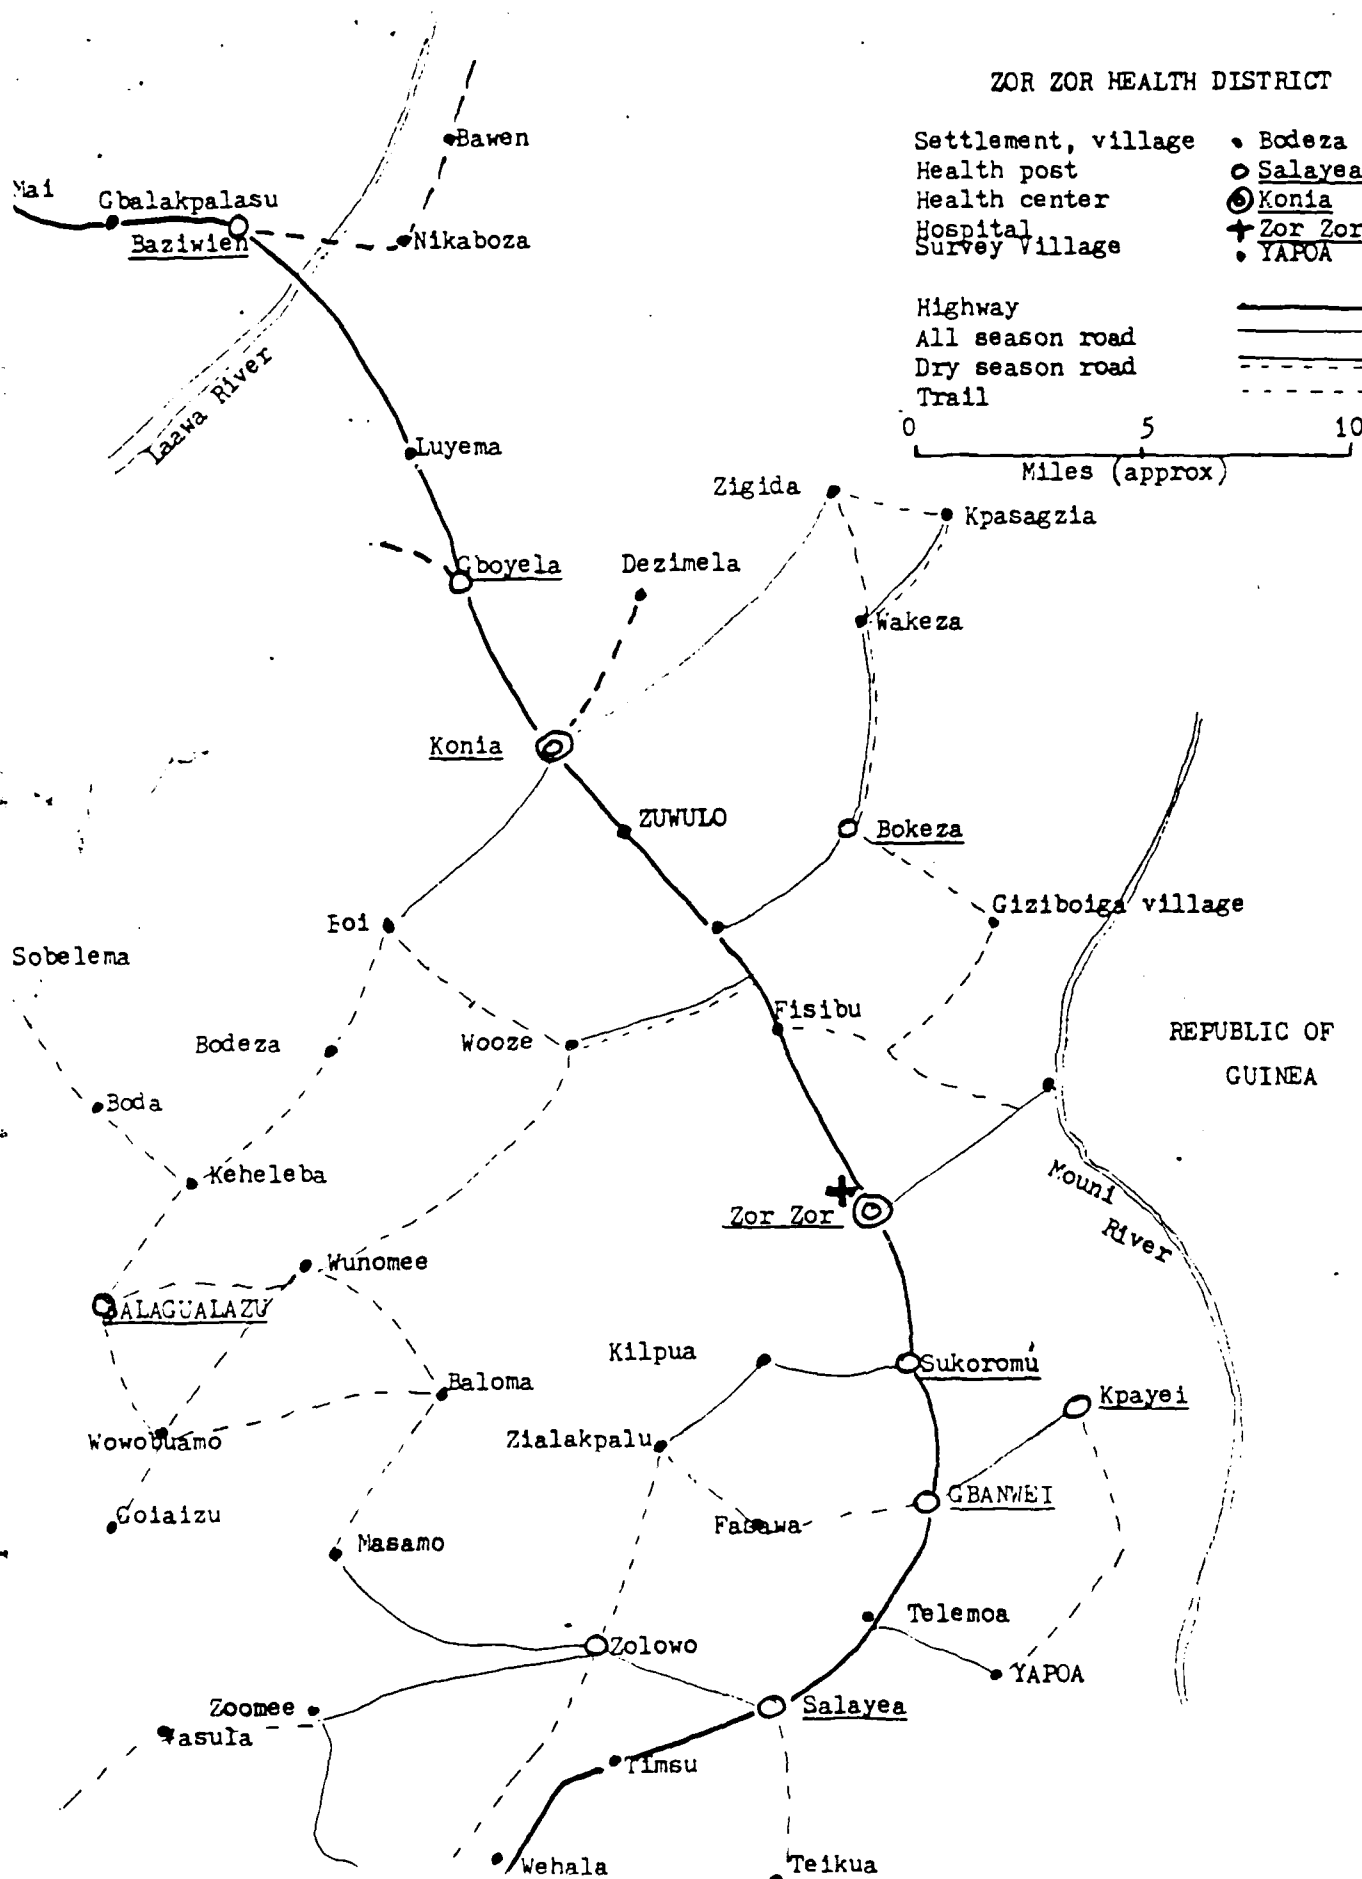 ZOR ZOR HEALTH DISTRICT
Settlement, village • Bodeza
Health post Salayea
Health center Konia
Hospital Zor Zor
Survey Village • YAPOA
Highway
All season road
Dry season road
Trail
0 5 10
Miles (approx)
Bawen
Mai
Gbalakpalasu
Baziwien
Nikaboza
Laawa River
Luyema
Zigida
Kpasagzia
Gboyela
Dezimela
Wakeza
Konia
ZUWULO
Bokeza
Giziboiga village
Boi
Sobelema
Fisibu
Bodeza
Wooze
REPUBLIC OF
GUINEA
Boda
Keheleba
Mouni
River
Zor Zor
Wunomee
BALAGUALAZU
Kilpua
Sukoromu
Baloma
Kpayei
Wowobuamo
Zialakpalu
GBANWEI
Goiaizu
Fabawa
Masamo
Telemoa
Zolowo
YAPOA
Zoomee
Salayea
Timsu
Wehala
Teikua